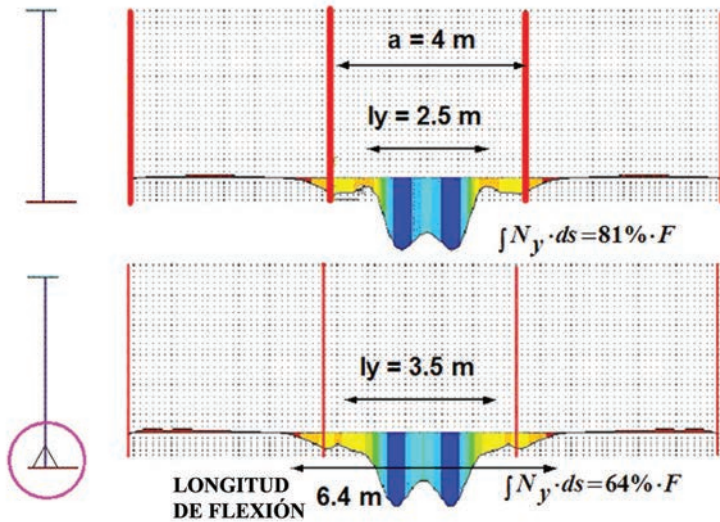 a = 4 m
ly = 2.5 m
∫ N_y · ds = 81% · F
ly = 3.5 m
LONGITUD
DE FLEXIÓN
6.4 m
∫ N_y · ds = 64% · F